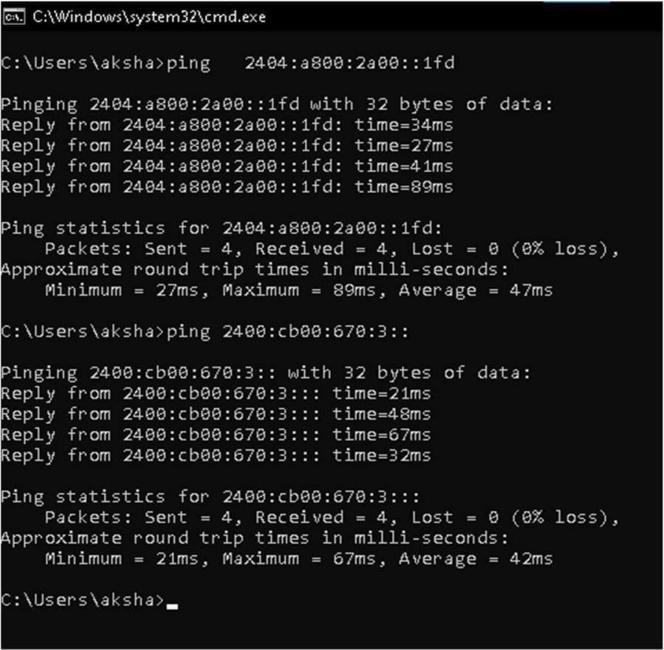 C:\Windows\system32\cmd.exe
C:\Users\aksha>ping   2404:a800:2a00::1fd
Pinging 2404:a800:2a00::1fd with 32 bytes of data:
Reply from 2404:a800:2a00::1fd: time=34ms
Reply from 2404:a800:2a00::1fd: time=27ms
Reply from 2404:a800:2a00::1fd: time=41ms
Reply from 2404:a800:2a00::1fd: time=89ms
Ping statistics for 2404:a800:2a00::1fd:
    Packets: Sent = 4, Received = 4, Lost = 0 (0% loss),
Approximate round trip times in milli-seconds:
    Minimum = 27ms, Maximum = 89ms, Average = 47ms
C:\Users\aksha>ping 2400:cb00:670:3::
Pinging 2400:cb00:670:3:: with 32 bytes of data:
Reply from 2400:cb00:670:3::: time=21ms
Reply from 2400:cb00:670:3::: time=48ms
Reply from 2400:cb00:670:3::: time=67ms
Reply from 2400:cb00:670:3::: time=32ms
Ping statistics for 2400:cb00:670:3:::
    Packets: Sent = 4, Received = 4, Lost = 0 (0% loss),
Approximate round trip times in milli-seconds:
    Minimum = 21ms, Maximum = 67ms, Average = 42ms
C:\Users\aksha>